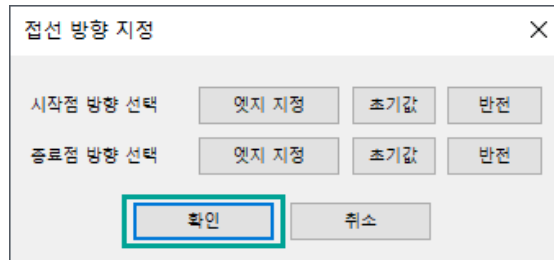 접선 방향 지정
시작점 방향 선택 엣지 지정 초기값 반전
종료점 방향 선택 엣지 지정 초기값 반전
확인 취소